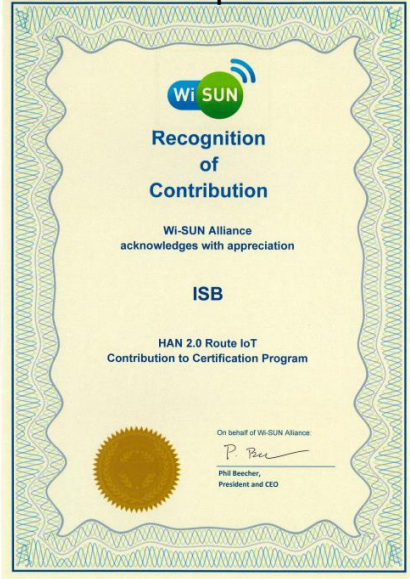 Wi SUN
Recognition
of
Contribution
Wi-SUN Alliance
acknowledges with appreciation
ISB
HAN 2.0 Route IoT
Contribution to Certification Program
On behalf of Wi-SUN Alliance:
P. Bee
Phil Beecher,
President and CEO